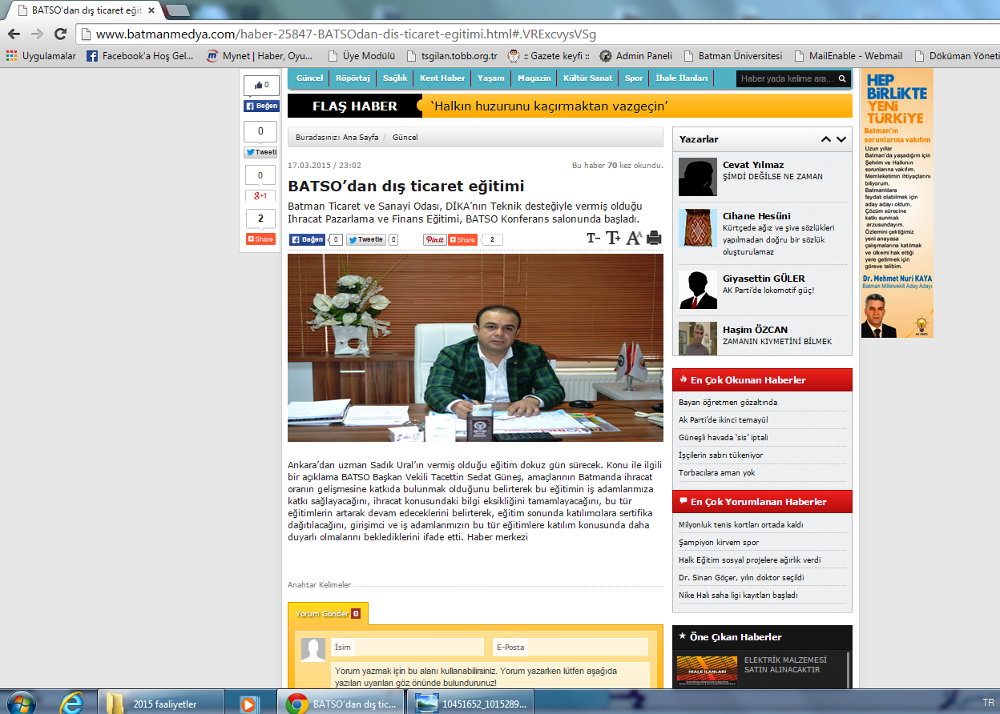 BATSO’dan dış ticaret eğit
www.batmanmedya.com/haber-25847-BATSOdan-dis-ticaret-egitimi.html#.VRExcvysVSg
Uygulamalar
Facebook'a Hoş Gel...
Mynet | Haber, Oyu...
Üye Modülü
tsgilan.tobb.org.tr
:: Gazete keyfi ::
Admin Paneli
Batman Üniversitesi
MailEnable - Webmail
Döküman Yöneti
0
Beğen
0
Tweetl
0
g+1
2
Share
Güncel
Röpörtaj
Sağlık
Kent Haber
Yaşam
Magazin
Kültür Sanat
Spor
İhale İlanları
Haber yada kelime ara...
FLAŞ HABER
‘Halkın huzurunu kaçırmaktan vazgeçin’
Buradasınız: Ana Sayfa / Güncel
17.03.2015 / 23:02
Bu haber 70 kez okundu.
BATSO’dan dış ticaret eğitimi
Batman Ticaret ve Sanayi Odası, DİKA’nın Teknik desteğiyle vermiş olduğu
İhracat Pazarlama ve Finans Eğitimi, BATSO Konferans salonunda başladı.
Beğen 0
Tweetle 0
Pinit
Share 2
T- T+ AA
BATSO
Ankara’dan uzman Sadık Ural’ın vermiş olduğu eğitim dokuz gün sürecek. Konu ile ilgili
bir açıklama BATSO Başkan Vekili Tacettin Sedat Güneş, amaçlarının Batmanda ihracat
oranın gelişmesine katkıda bulunmak olduğunu belirterek bu eğitimin iş adamlarımıza
katkı sağlayacağını, ihracat konusundaki bilgi eksikliğini tamamlayacağını, bu tür
eğitimlerin artarak devam edeceklerini belirterek, eğitim sonunda katılımcılara sertifika
dağıtılacağını, girişimci ve iş adamlarımızın bu tür eğitimlere katılım konusunda daha
duyarlı olmalarını beklediklerini ifade etti. Haber merkezi
Anahtar Kelimeler
Yorum Gönder 0
İsim
E-Posta
Yorum yazmak için bu alanı kullanabilirsiniz. Yorum yazarken lütfen aşağıda
yazılan uyarıları göz önünde bulundurunuz!
Yazarlar
Cevat Yılmaz
ŞİMDİ DEĞİLSE NE ZAMAN
Cihane Hesüni
Kürtçede ağız ve şive sözlükleri
yapılmadan doğru bir sözlük
oluşturulamaz
Giyasettin GÜLER
AK Parti’de lokomotif güç!
Haşim ÖZCAN
ZAMANIN KIYMETİNİ BİLMEK
En Çok Okunan Haberler
Bayan öğretmen gözaltında
Ak Parti’de ikinci temayül
Güneşli havada ‘sis’ iptali
İşçilerin sabrı tükeniyor
Torbacılara aman yok
En Çok Yorumlanan Haberler
Milyonluk tenis kortları ortada kaldı
Şampiyon kirvem spor
Halk Eğitim sosyal projelere ağırlık verdi
Dr. Sinan Göçer, yılın doktor seçildi
Nike Halı saha ligi kayıtları başladı
Öne Çıkan Haberler
İHALE İLANLARI
ELEKTRİK MALZEMESİ
SATIN ALINACAKTIR
HEP
BİRLİKTE
YENİ
TÜRKİYE
Batman'ın
sorunlarına vakıfım
Uzun yıllar
Batman'da yaşadığım için
Şehrim ve Halkının
sorunlarına vakıfım.
Memleketimin ihtiyaçlarını
biliyorum.
Batmanlılara
faydalı olabilmek için
aday adayı oldum.
Çözüm sürecine
katkı sunmak
arzusundayım.
Özlemini çektiğimiz
yeni anayasa
çalışmalarına katılmak
ve ülkemi hak ettiği
yere getirmek için
göreve talibim.
Dr. Mehmet Nuri KAYA
Batman Milletvekili Aday Adayı
AK PARTİ
2015 faaliyetler
BATSO’dan dış tic...
10451652_1015289...
TR